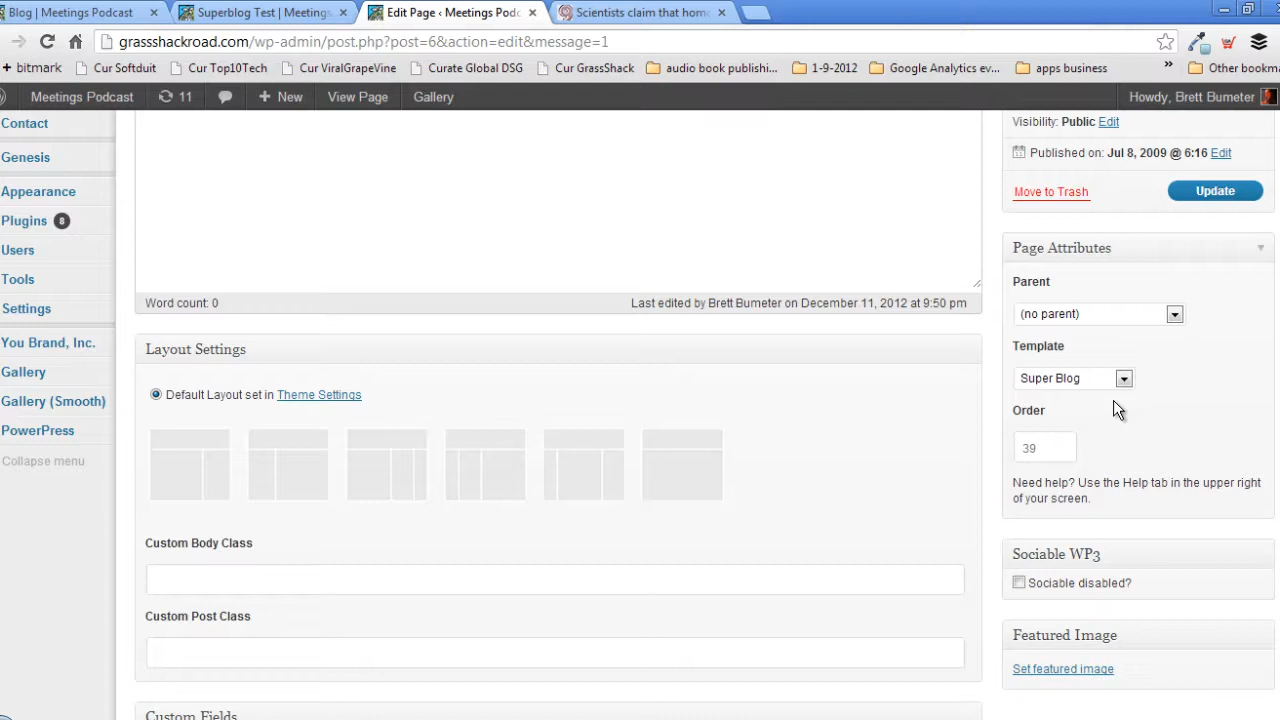 Blog | Meetings Podcast
Superblog Test | Meetings
Edit Page ‹ Meetings Podc
Scientists claim that hom
grassshackroad.com/wp-admin/post.php?post=6&action=edit&message=1
+ bitmark
Cur Softduit
Cur Top10Tech
Cur ViralGrapeVine
Curate Global DSG
Cur GrassShack
audio book publishi...
1-9-2012
Google Analytics ev...
apps business
»
Other bookma
Meetings Podcast
11
+ New
View Page
Gallery
Howdy, Brett Bumeter
Contact
Genesis
Appearance
Plugins 8
Users
Tools
Settings
You Brand, Inc.
Gallery
Gallery (Smooth)
PowerPress
Collapse menu
Word count: 0
Last edited by Brett Bumeter on December 11, 2012 at 9:50 pm
Layout Settings
Default Layout set in Theme Settings
Custom Body Class
Custom Post Class
Custom Fields
Visibility: Public Edit
Published on: Jul 8, 2009 @ 6:16 Edit
Move to Trash
Update
Page Attributes
Parent
(no parent)
Template
Super Blog
Order
39
Need help? Use the Help tab in the upper right
of your screen.
Sociable WP3
Sociable disabled?
Featured Image
Set featured image